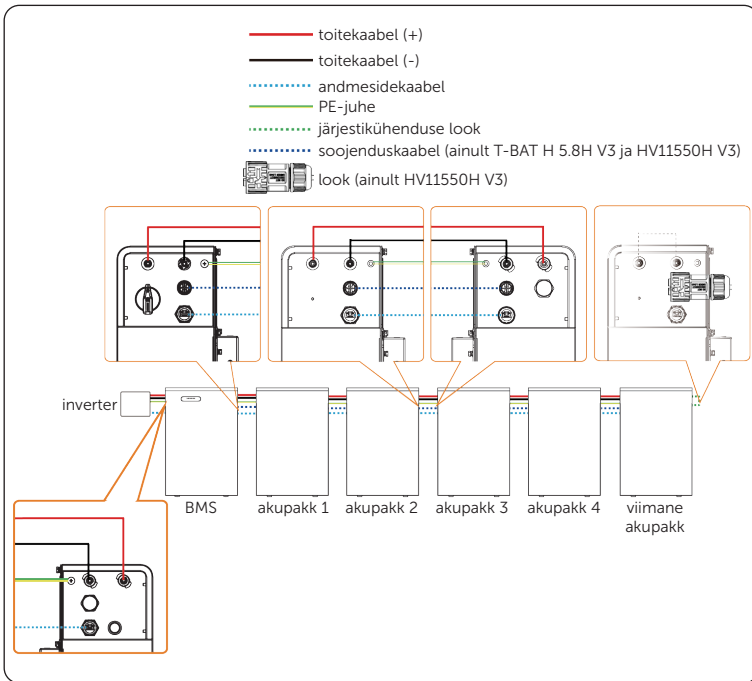 toitekaabel (+)
toitekaabel (-)
andmesidekaabel
PE-juhe
järjestikühenduse look
soojenduskaabel (ainult T-BAT H 5.8H V3 ja HV11550H V3)
look (ainult HV11550H V3)
inverter
BMS
akupakk 1
akupakk 2
akupakk 3
akupakk 4
viimane
akupakk